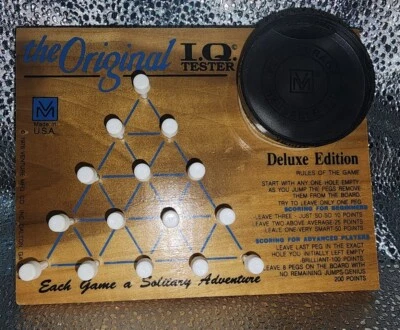 the Original I.Q. TESTER
M
Made in
U.S.A.
Deluxe Edition
RULES OF THE GAME
START WITH ANY ONE-HOLE EMPTY
AS YOU JUMP THE PEGS REMOVE
THEM FROM THE BOARD
TRY TO LEAVE ONLY ONE PEG.
SCORING FOR BEGINNERS
LEAVE THREE - JUST SO-SO 10 POINTS
LEAVE TWO ABOVE AVERAGE-25 POINTS
LEAVE ONE-VERY SMART-50 POINTS
SCORING FOR ADVANCED PLAYERS
LEAVE LAST PEG IN THE EXACT
HOLE YOU INITIALLY LEFT EMPTY
BRILLIANT-100 POINTS
LEAVE 8 PEGS ON THE BOARD WITH
NO REMAINING JUMPS-GENIUS
200 POINTS
Each Game a Solitary Adventure